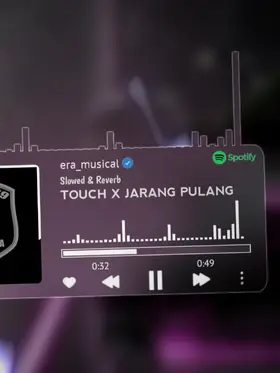 era_musical
Spotify
Slowed & Reverb
TOUCH X JARANG PULANG
0:32
0:49